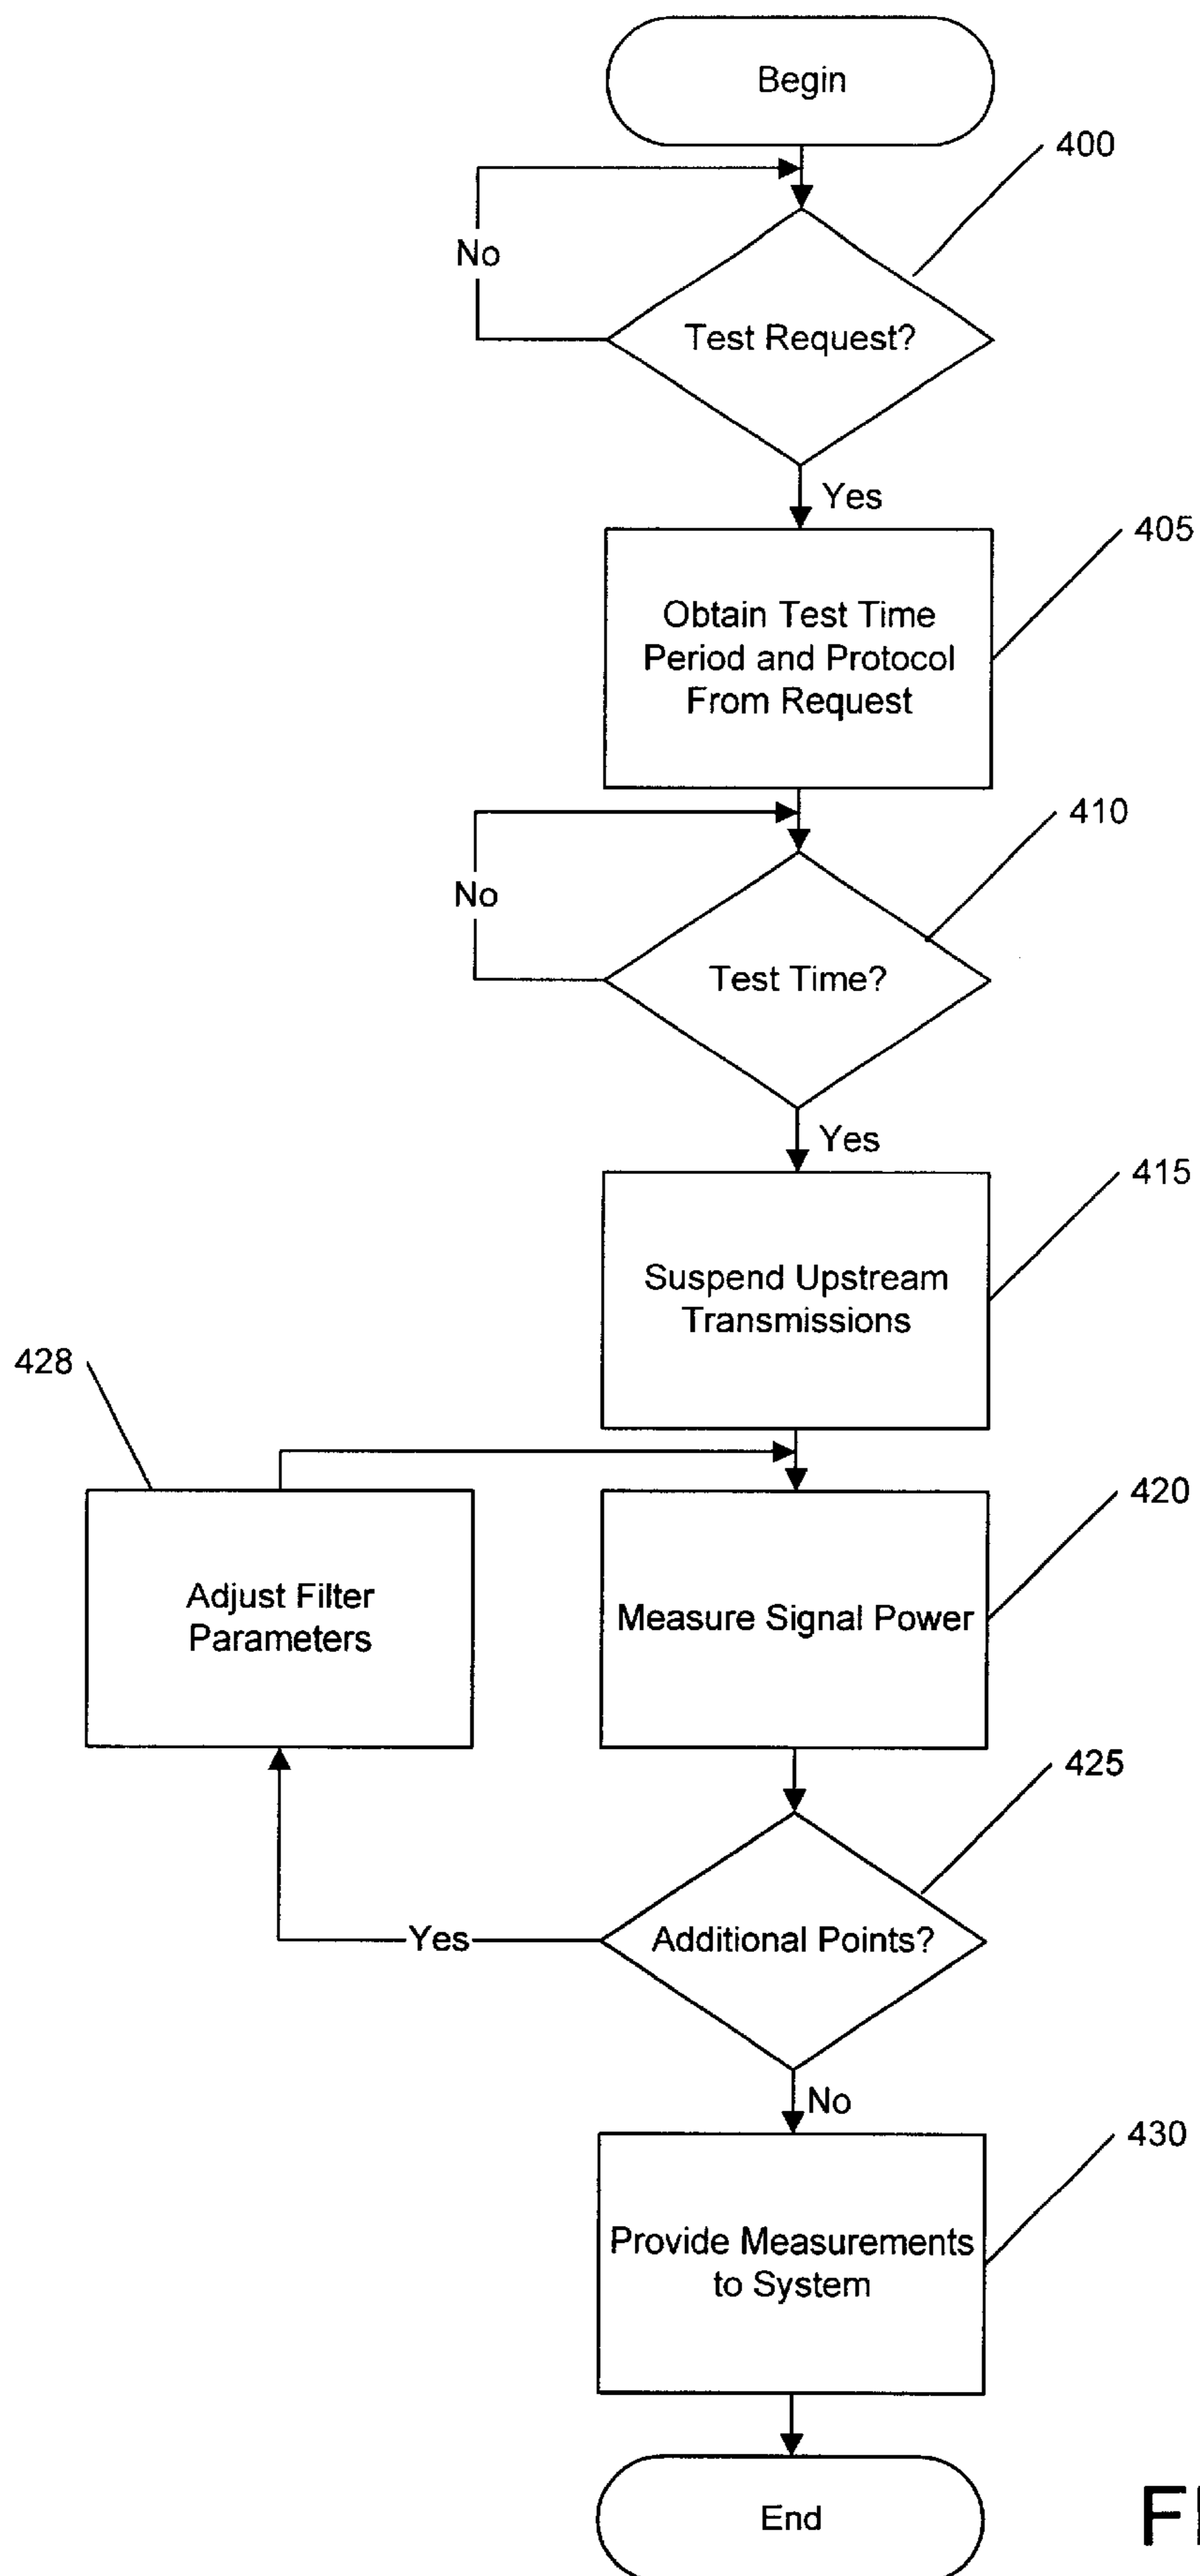 Begin
400
No
Test Request?
Yes
405
Obtain Test Time
Period and Protocol
From Request
410
No
Test Time?
Yes
415
Suspend Upstream
Transmissions
428
420
Adjust Filter
Parameters
Measure Signal Power
425
Yes
Additional Points?
No
430
Provide Measurements
to System
End